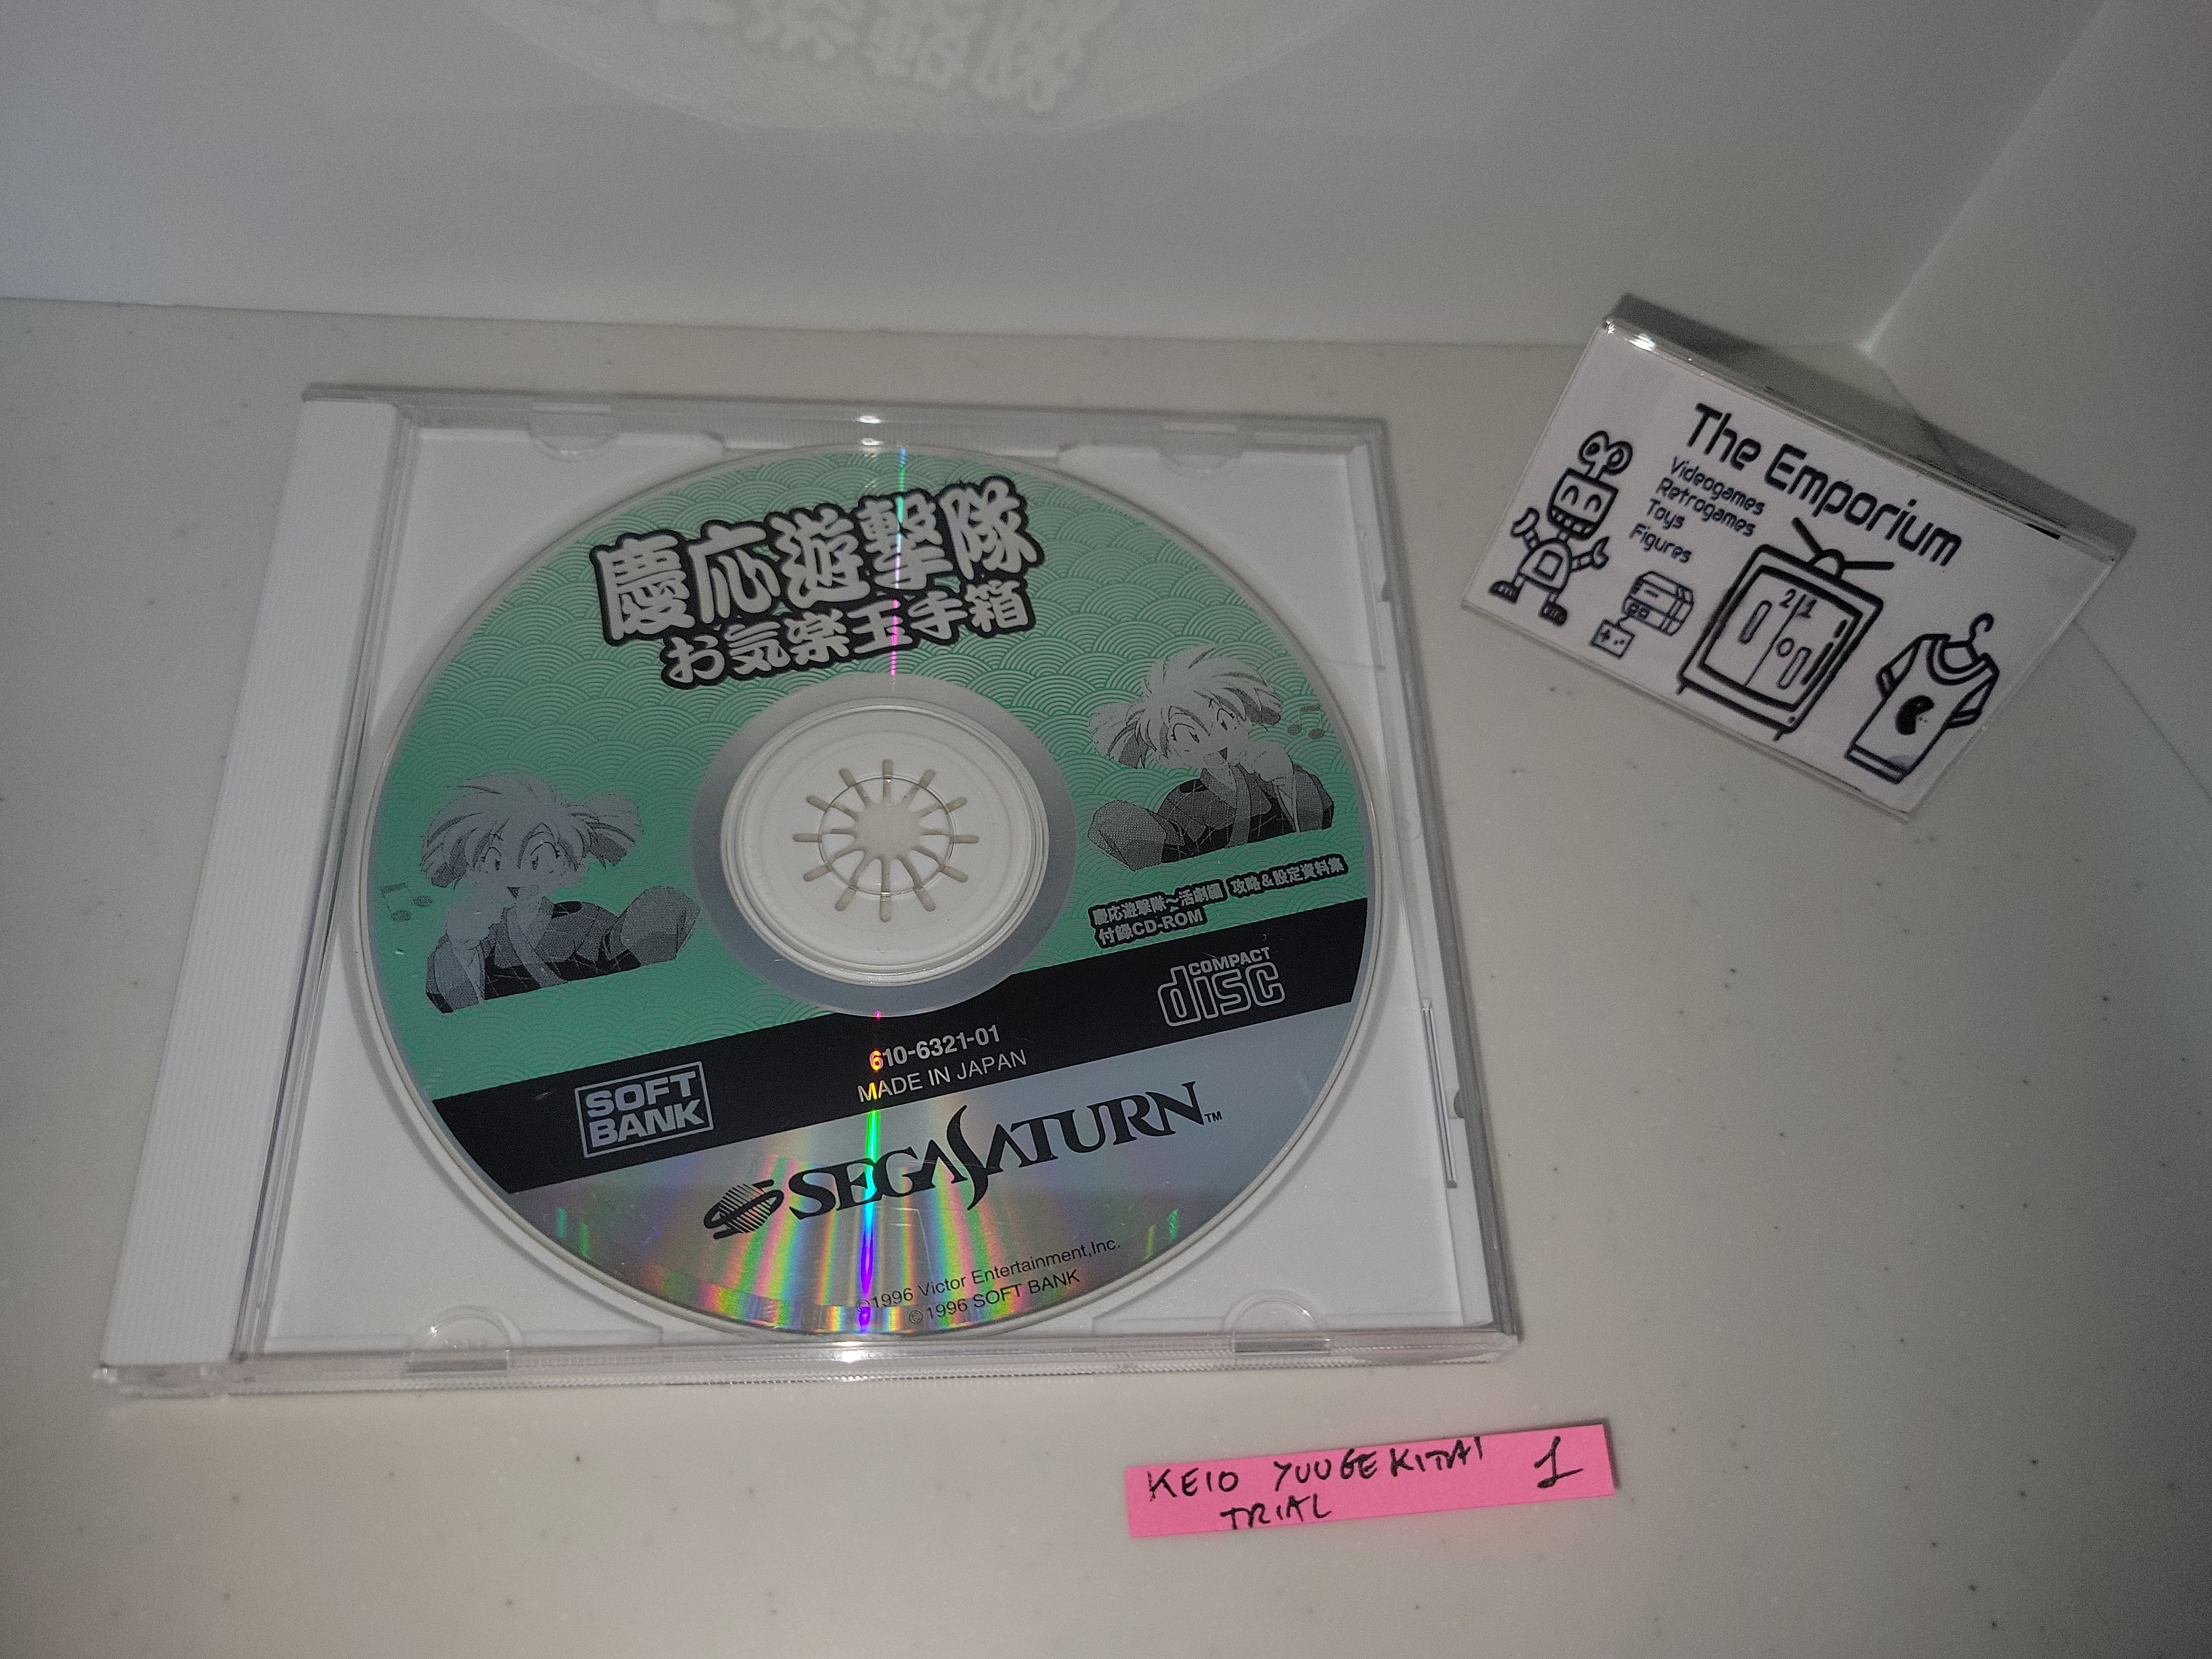 慶応遊撃隊
お気楽玉手箱
慶応遊撃隊~活劇編 攻略&設定資料集
付録CD-ROM
COMPACT
disc
610-6321-01
MADE IN JAPAN
SOFT
BANK
SEGA SATURN™
©1996 Victor Entertainment,Inc.
©1996 SOFT BANK
The Emporium
Videogames
Retrogames
Toys
Figures
21
KEIO YUUGEKITAI 1
TRIAL